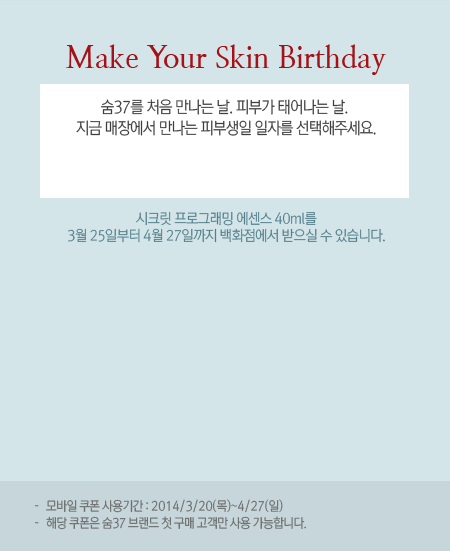 Make Your Skin Birthday
숨37를 처음 만나는 날. 피부가 태어나는 날.
지금 매장에서 만나는 피부생일 일자를 선택해주세요.
시크릿 프로그래밍 에센스 40ml를
3월 25일부터 4월 27일까지 백화점에서 받으실 수 있습니다.
- 모바일 쿠폰 사용기간 : 2014/3/20(목)~4/27(일)
- 해당 쿠폰은 숨37 브랜드 첫 구매 고객만 사용 가능합니다.